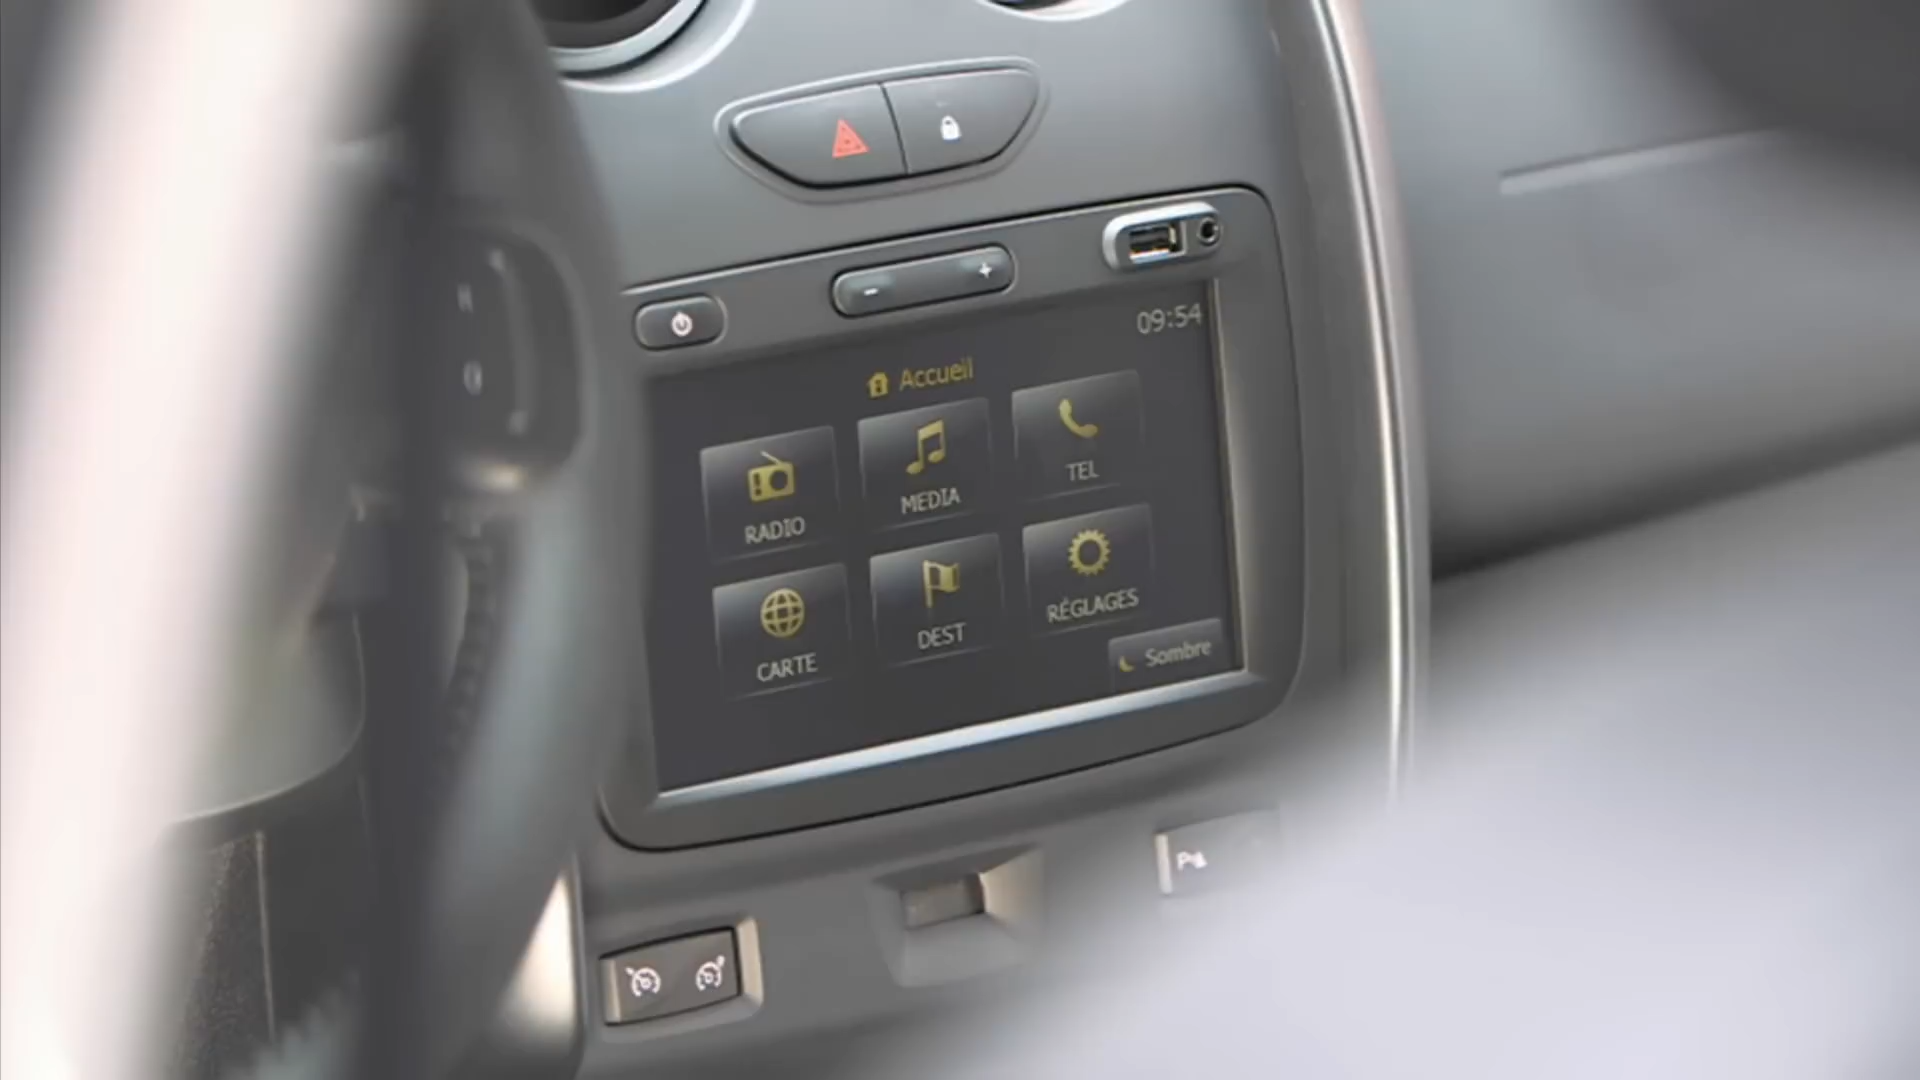 09:54
Accueil
RADIO
MEDIA
TEL
CARTE
DEST
RÉGLAGES
Sombre